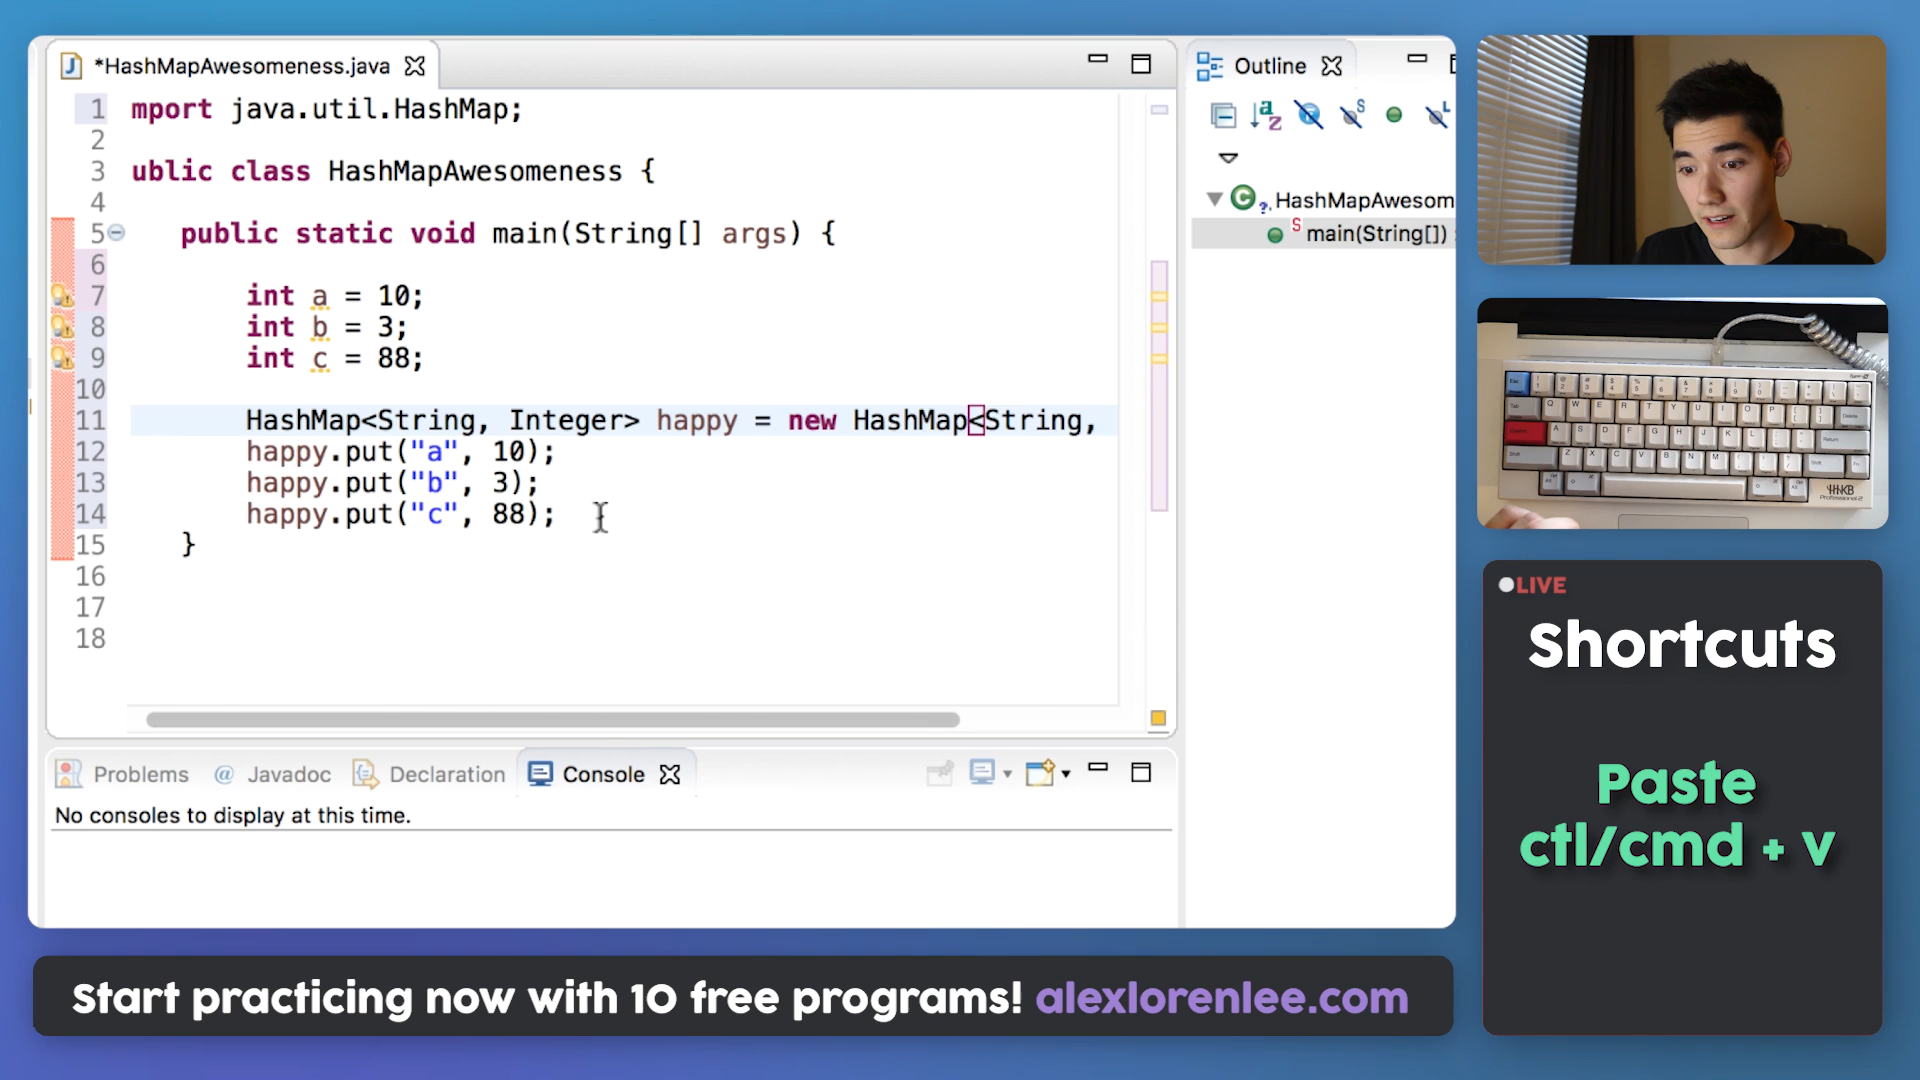 *HashMapAwesomeness.java
1 mport java.util.HashMap;
2
3 ublic class HashMapAwesomeness {
4
5 public static void main(String[] args) {
6
7 int a = 10;
8 int b = 3;
9 int c = 88;
10
11 HashMap<String, Integer> happy = new HashMap<String,
12 happy.put("a", 10);
13 happy.put("b", 3);
14 happy.put("c", 88);
15 }
16
17
18
Problems @ Javadoc Declaration Console
No consoles to display at this time.
Outline
HashMapAwesom
main(String[])
LIVE
Shortcuts
Paste
ctl/cmd + v
Start practicing now with 10 free programs! alexlorenlee.com